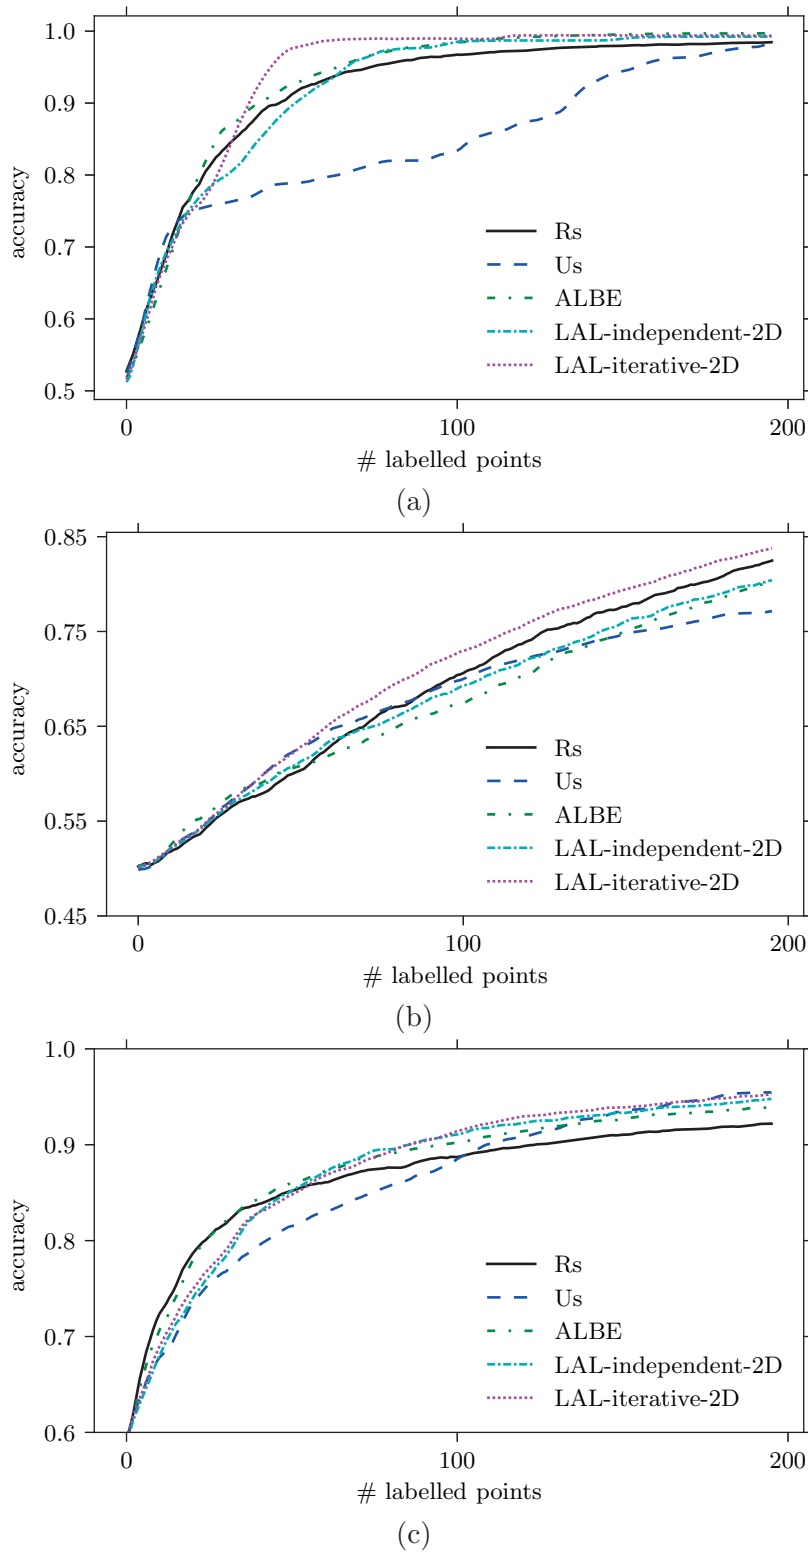 1.0
0.9
0.8
0.7
0.6
0.5
accuracy
Rs
Us
ALBE
LAL-independent-2D
LAL-iterative-2D
0 100 200
# labelled points
(a)
0.85
0.75
0.65
0.55
0.45
accuracy
Rs
Us
ALBE
LAL-independent-2D
LAL-iterative-2D
0 100 200
# labelled points
(b)
1.0
0.9
0.8
0.7
0.6
accuracy
Rs
Us
ALBE
LAL-independent-2D
LAL-iterative-2D
0 100 200
# labelled points
(c)